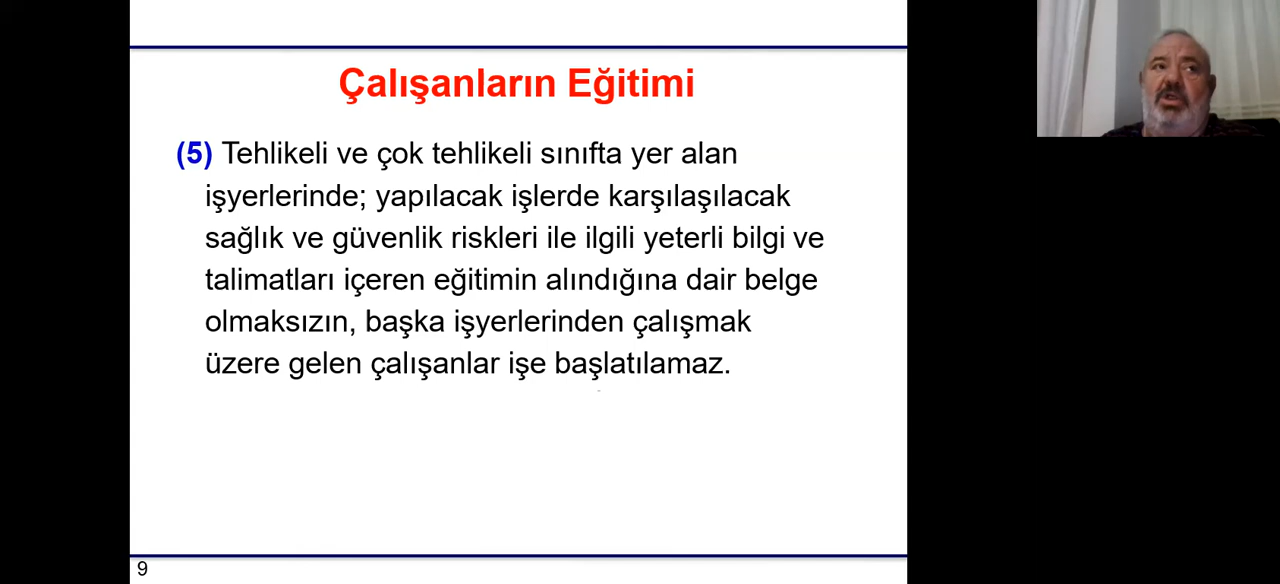 Çalışanların Eğitimi
(5) Tehlikeli ve çok tehlikeli sınıfta yer alan
işyerlerinde; yapılacak işlerde karşılaşılacak
sağlık ve güvenlik riskleri ile ilgili yeterli bilgi ve
talimatları içeren eğitimin alındığına dair belge
olmaksızın, başka işyerlerinden çalışmak
üzere gelen çalışanlar işe başlatılamaz.
9